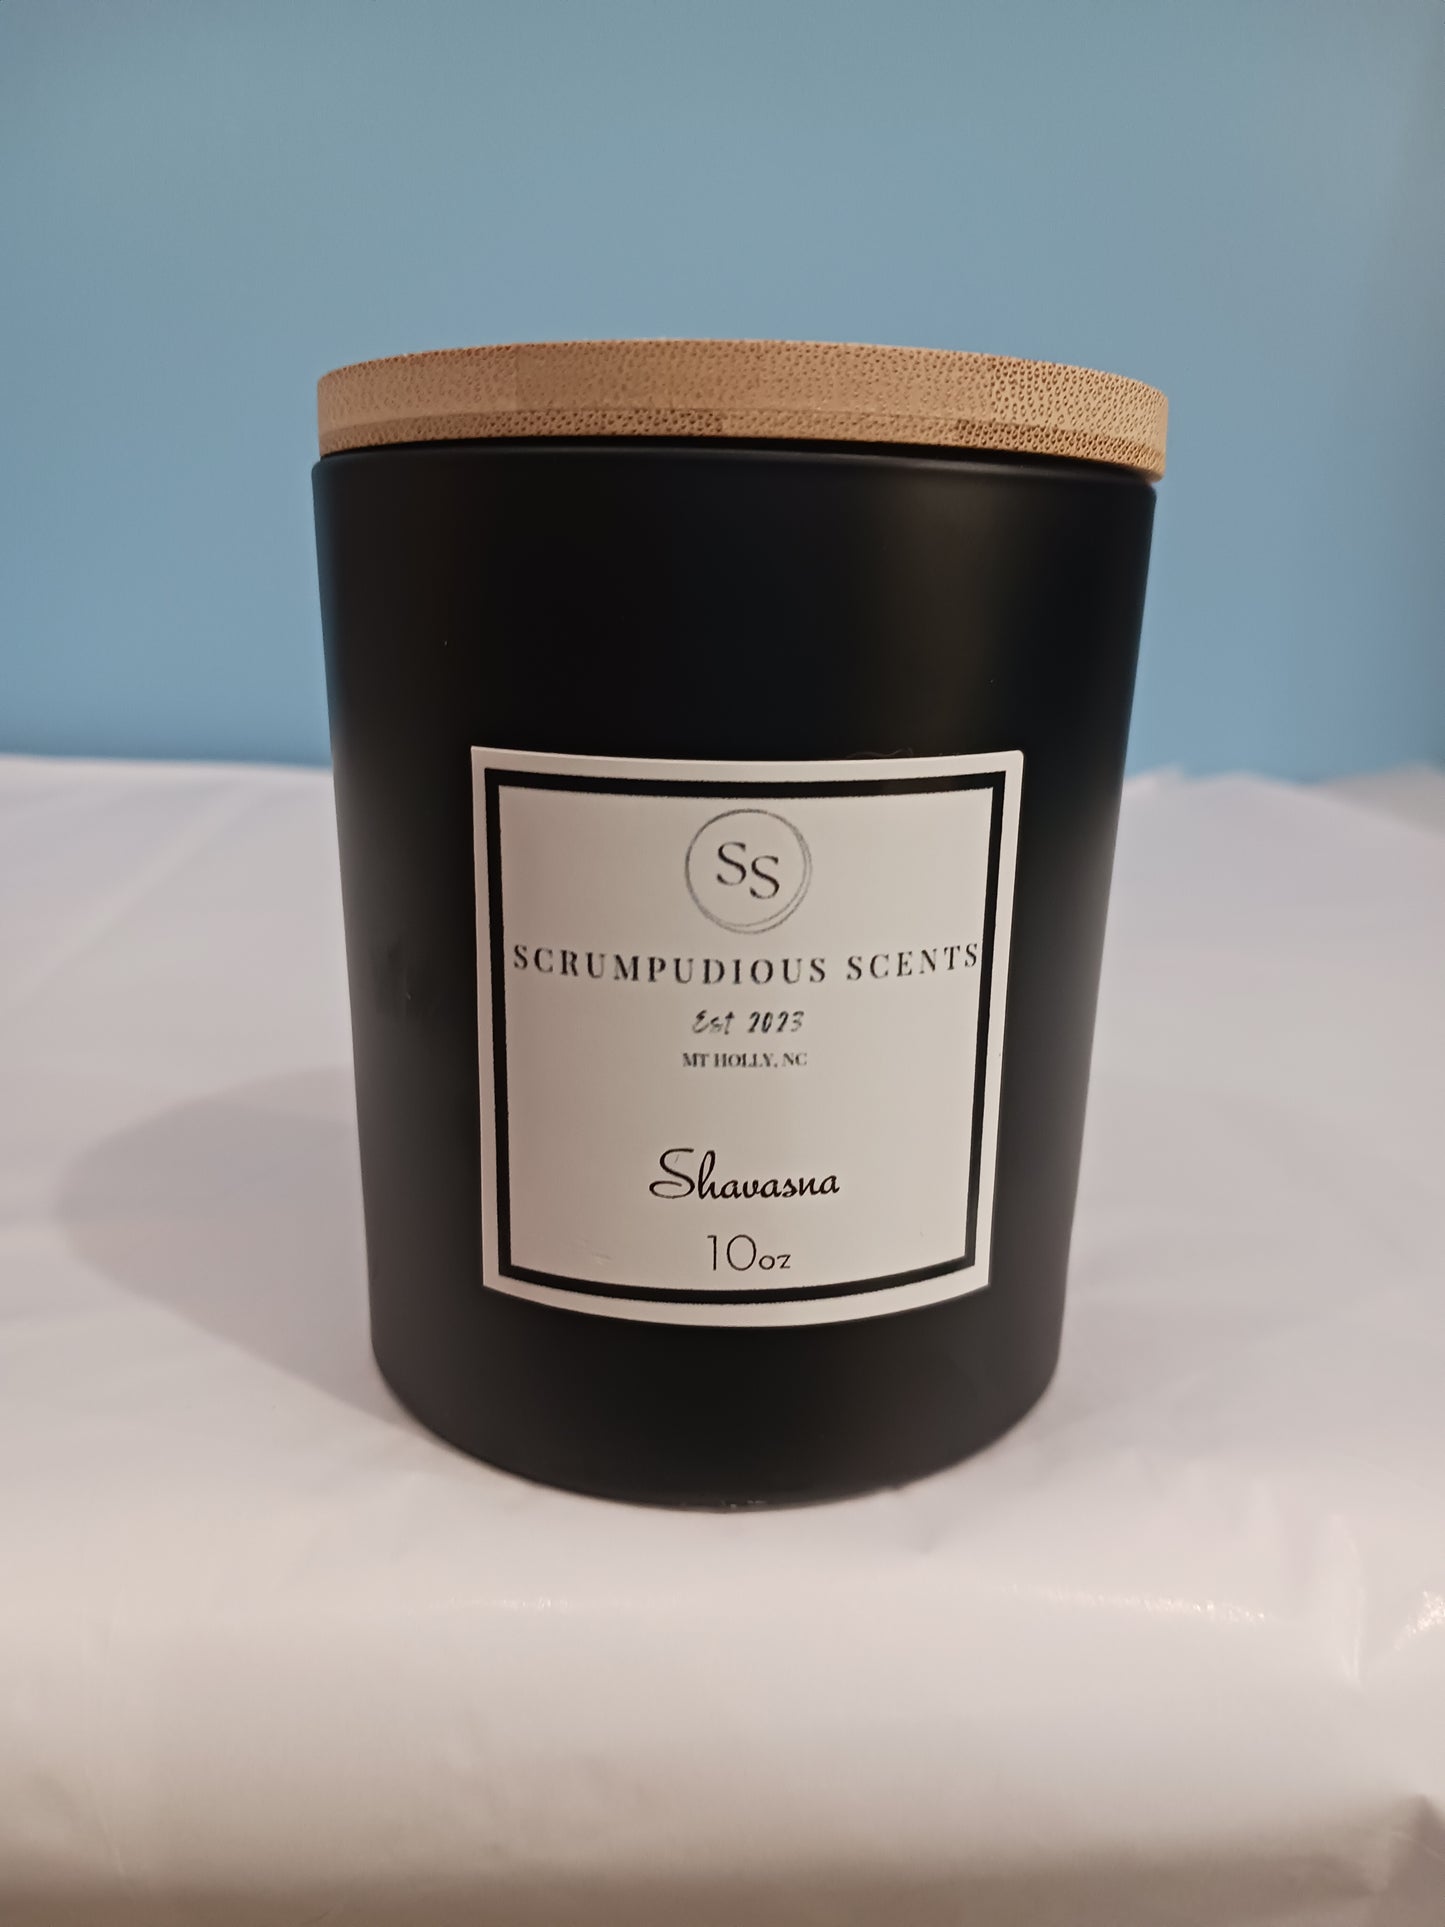 SS
SCRUMPUDIOUS SCENTS
Est 2023
MT HOLLY, NC
Shavasna
10oz